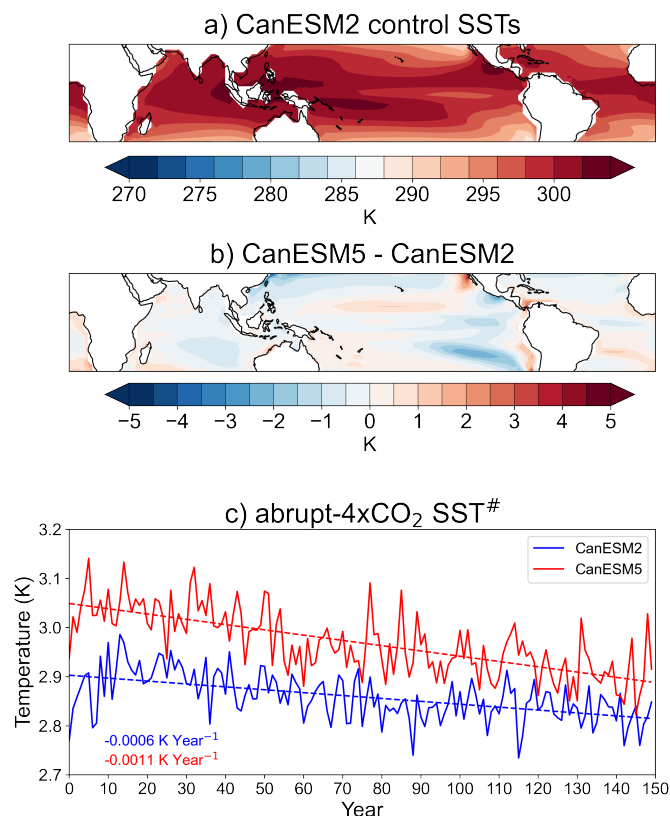 a) CanESM2 control SSTs
270 275 280 285 290 295 300
K
b) CanESM5 - CanESM2
−5 −4 −3 −2 −1 0 1 2 3 4 5
K
c) abrupt-4xCO₂ SST^#
3.2
3.1
3.0
2.9
2.8
2.7
Temperature (K)
CanESM2
CanESM5
-0.0006 K Year⁻¹
-0.0011 K Year⁻¹
0 10 20 30 40 50 60 70 80 90 100 110 120 130 140 150
Year